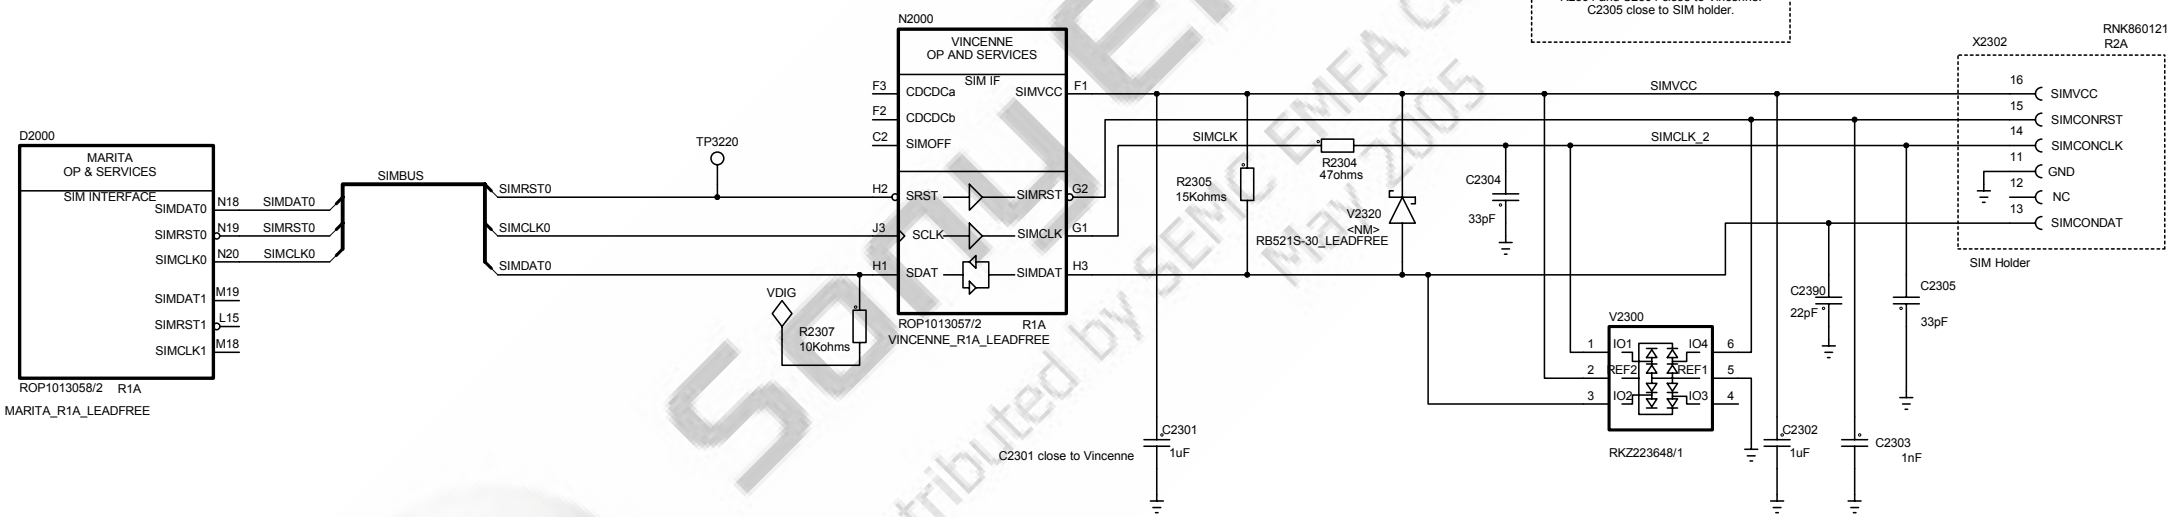 C2305 close to SIM holder.
N2000
VINCENNE
OP AND SERVICES
SIM IF
F3
CDCDCa
F2
CDCDCb
C2
SIMOFF
SIMVCC
F1
H2
SRST
SIMRST
G2
J3
SCLK
SIMCLK
G1
H1
SDAT
SIMDAT
H3
ROP1013057/2
R1A
VINCENNE_R1A_LEADFREE
D2000
MARITA
OP & SERVICES
SIM INTERFACE
SIMDAT0
N18
SIMDAT0
SIMRST0
N19
SIMRST0
SIMCLK0
N20
SIMCLK0
SIMDAT1
M19
SIMRST1
L15
SIMCLK1
M18
ROP1013058/2
R1A
MARITA_R1A_LEADFREE
SIMBUS
SIMRST0
SIMCLK0
SIMDAT0
TP3220
VDIG
R2307
10Kohms
SIMCLK
R2305
15Kohms
R2304
47ohms
V2320
<NM>
RB521S-30_LEADFREE
C2304
33pF
SIMVCC
SIMCLK_2
C2301 close to Vincenne
C2301
1uF
V2300
1
IO1
IO4
6
2
REF2
REF1
5
3
IO2
IO3
4
RKZ223648/1
C2302
1uF
C2303
1nF
C2390
22pF
C2305
33pF
X2302
RNK860121
R2A
16
SIMVCC
15
SIMCONRST
14
SIMCONCLK
11
GND
12
NC
13
SIMCONDAT
SIM Holder
May 2005